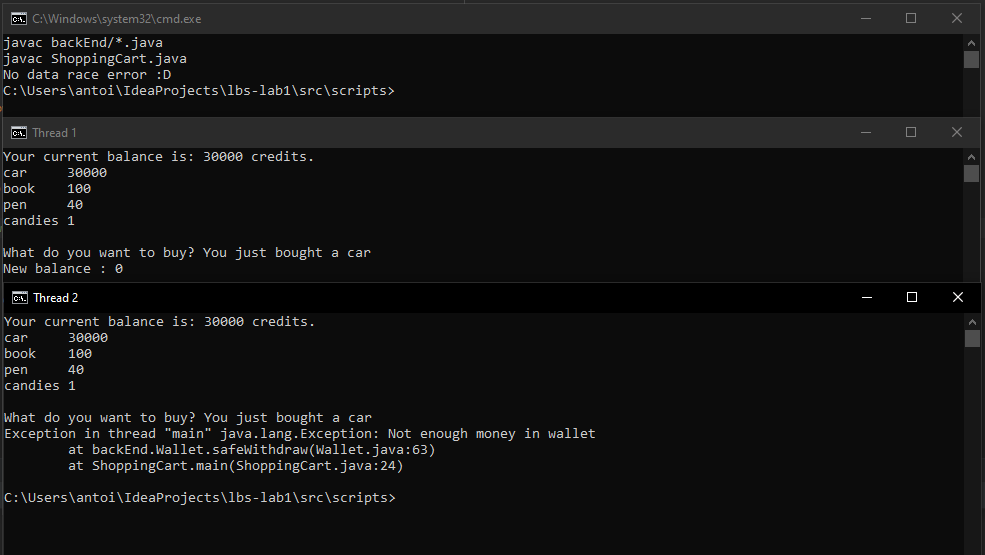 C:\Windows\system32\cmd.exe
javac backEnd/*.java
javac ShoppingCart.java
No data race error :D
C:\Users\antoi\IdeaProjects\lbs-lab1\src\scripts>
Thread 1
Your current balance is: 30000 credits.
car     30000
book    100
pen     40
candies 1
What do you want to buy? You just bought a car
New balance : 0
Thread 2
Your current balance is: 30000 credits.
car     30000
book    100
pen     40
candies 1
What do you want to buy? You just bought a car
Exception in thread "main" java.lang.Exception: Not enough money in wallet
        at backEnd.Wallet.safeWithdraw(Wallet.java:63)
        at ShoppingCart.main(ShoppingCart.java:24)
C:\Users\antoi\IdeaProjects\lbs-lab1\src\scripts>